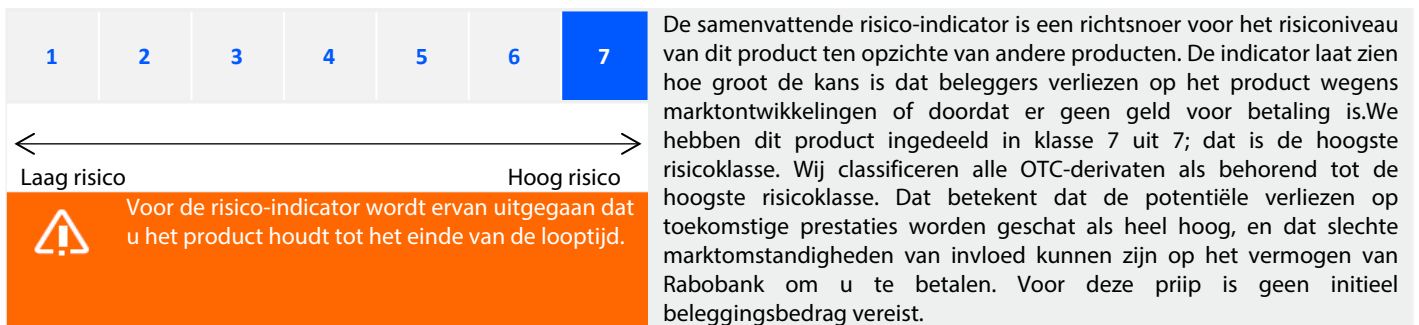 1 2 3 4 5 6 7
Laag risico Hoog risico
Voor de risico-indicator wordt ervan uitgegaan dat
u het product houdt tot het einde van de looptijd.
De samenvattende risico-indicator is een richtsnoer voor het risiconiveau
van dit product ten opzichte van andere producten. De indicator laat zien
hoe groot de kans is dat beleggers verliezen op het product wegens
marktontwikkelingen of doordat er geen geld voor betaling is.We
hebben dit product ingedeeld in klasse 7 uit 7; dat is de hoogste
risicoklasse. Wij classificeren alle OTC-derivaten als behorend tot de
hoogste risicoklasse. Dat betekent dat de potentiële verliezen op
toekomstige prestaties worden geschat als heel hoog, en dat slechte
marktomstandigheden van invloed kunnen zijn op het vermogen van
Rabobank om u te betalen. Voor deze priip is geen initieel
beleggingsbedrag vereist.